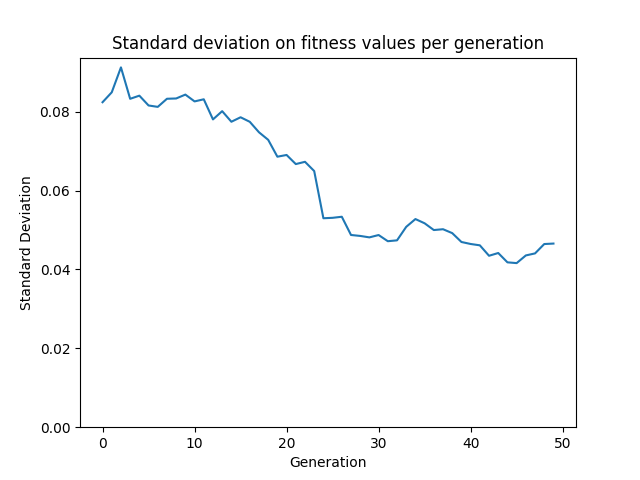 Standard deviation on fitness values per generation
0.08
0.06
0.04
0.02
0.00
Standard Deviation
0 10 20 30 40 50
Generation